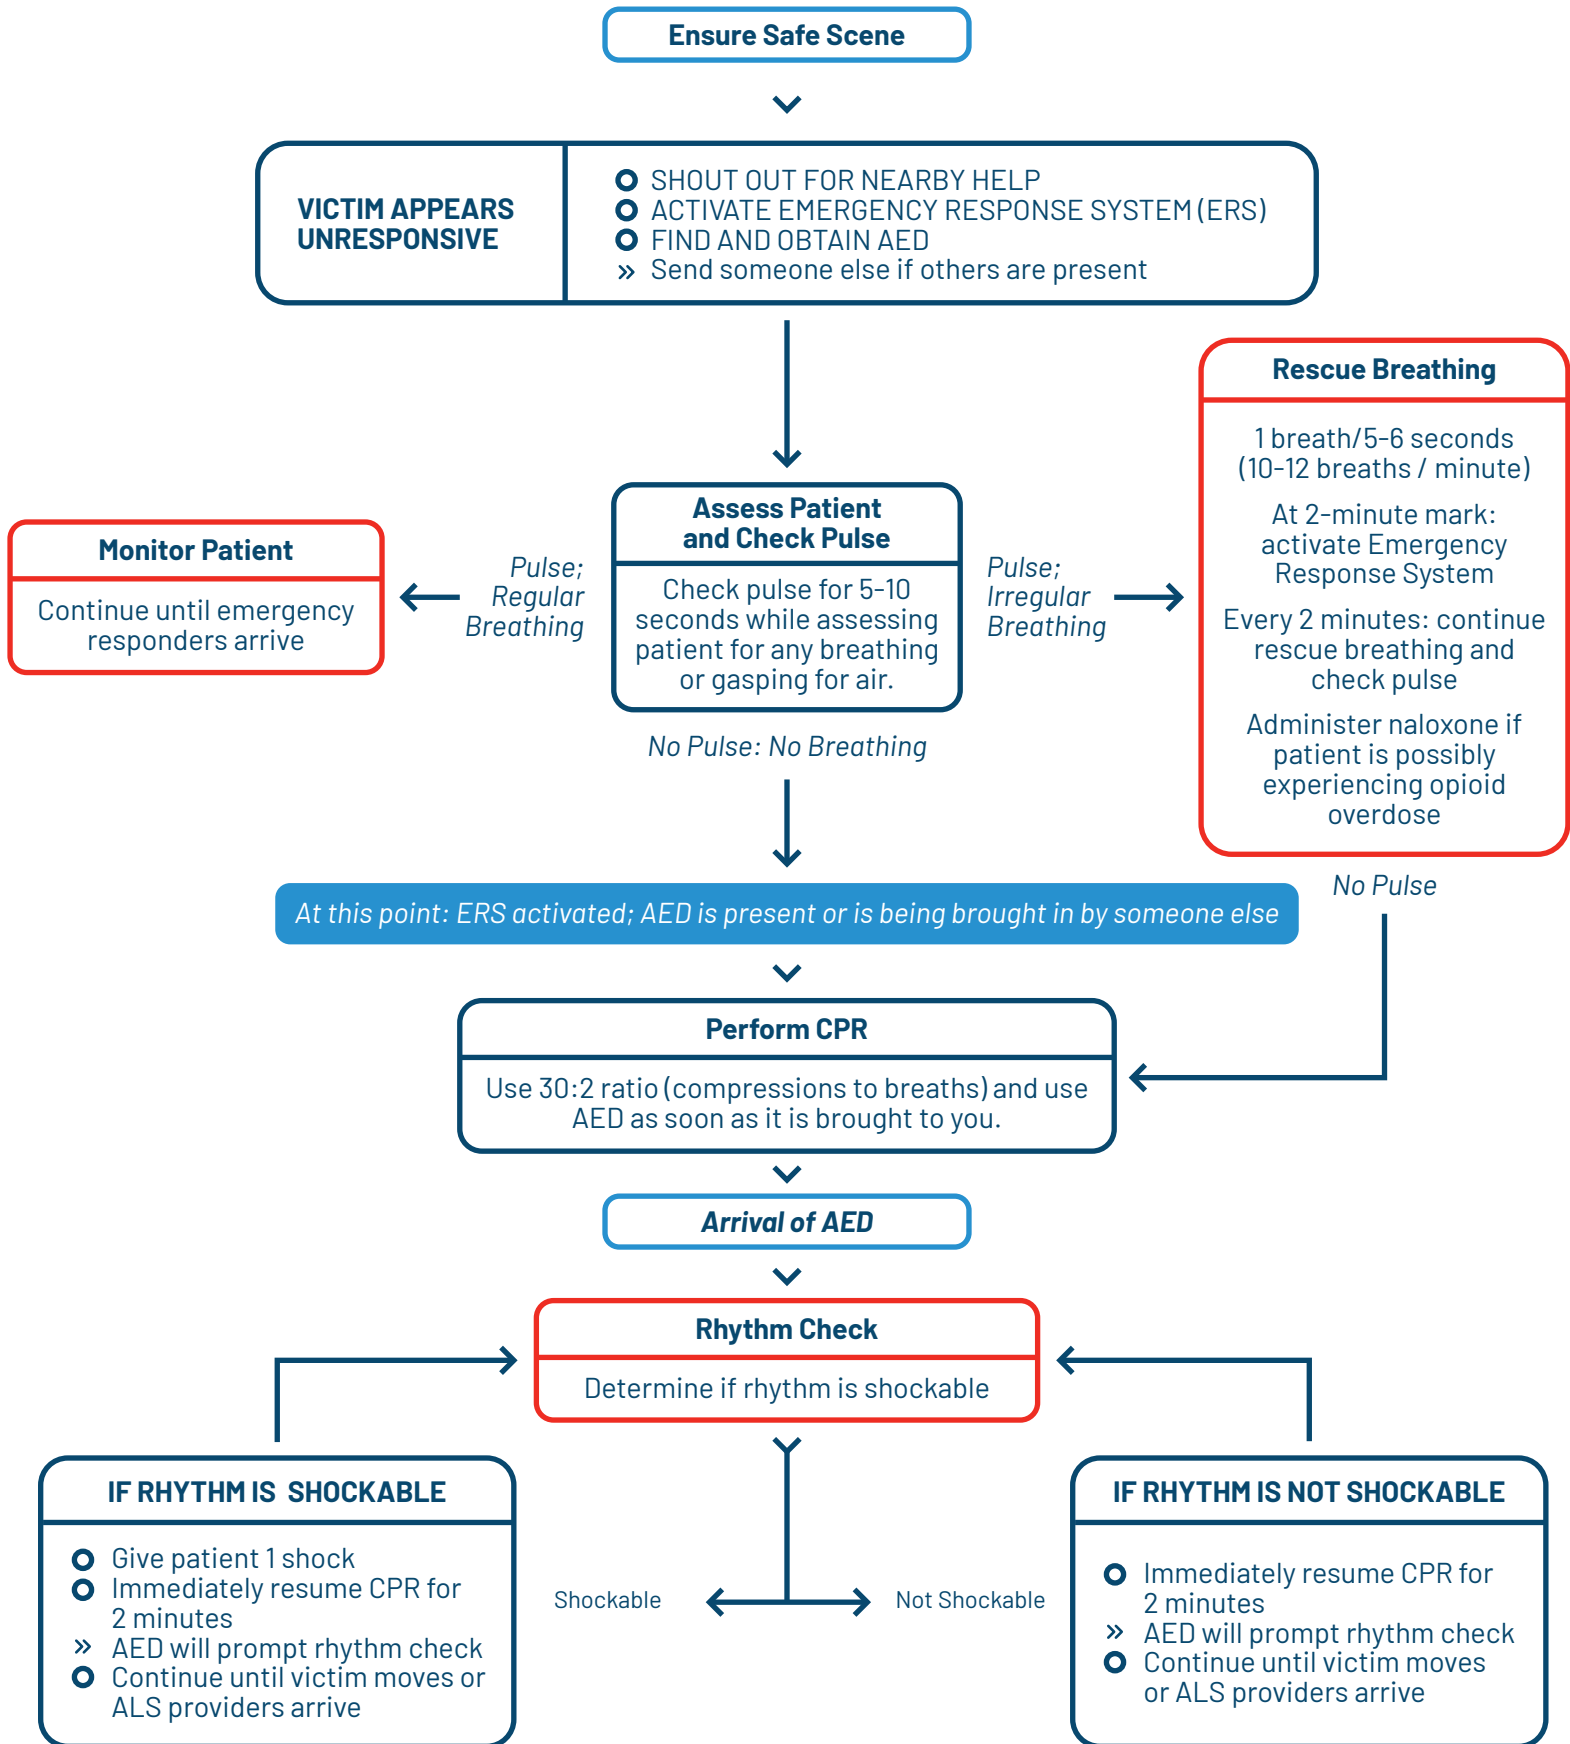 Ensure Safe Scene
VICTIM APPEARS
UNRESPONSIVE
SHOUT OUT FOR NEARBY HELP
ACTIVATE EMERGENCY RESPONSE SYSTEM (ERS)
FIND AND OBTAIN AED
» Send someone else if others are present
Assess Patient
and Check Pulse
Check pulse for 5-10
seconds while assessing
patient for any breathing
or gasping for air.
Pulse;
Regular
Breathing
Monitor Patient
Continue until emergency
responders arrive
Pulse;
Irregular
Breathing
Rescue Breathing
1 breath/5-6 seconds
(10-12 breaths / minute)
At 2-minute mark:
activate Emergency
Response System
Every 2 minutes: continue
rescue breathing and
check pulse
Administer naloxone if
patient is possibly
experiencing opioid
overdose
No Pulse
No Pulse: No Breathing
At this point: ERS activated; AED is present or is being brought in by someone else
Perform CPR
Use 30:2 ratio (compressions to breaths) and use
AED as soon as it is brought to you.
Arrival of AED
Rhythm Check
Determine if rhythm is shockable
Shockable
Not Shockable
IF RHYTHM IS SHOCKABLE
Give patient 1 shock
Immediately resume CPR for
2 minutes
» AED will prompt rhythm check
Continue until victim moves or
ALS providers arrive
IF RHYTHM IS NOT SHOCKABLE
Immediately resume CPR for
2 minutes
» AED will prompt rhythm check
Continue until victim moves
or ALS providers arrive